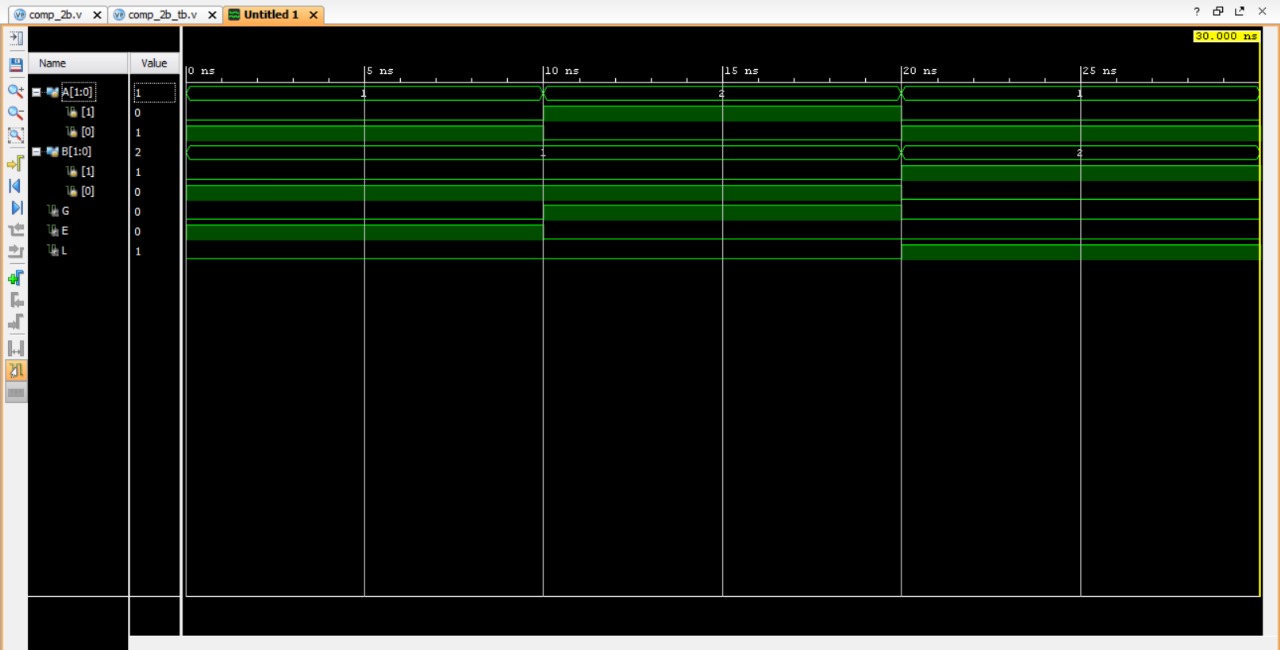 comp_2b.v comp_2b_tb.v Untitled 1
30.000 ns
Name Value
0 ns 5 ns 10 ns 15 ns 20 ns 25 ns
A[1:0] 1 1 2 1
[1] 0
[0] 1
B[1:0] 2 1 2
[1] 1
[0] 0
G 0
E 0
L 1